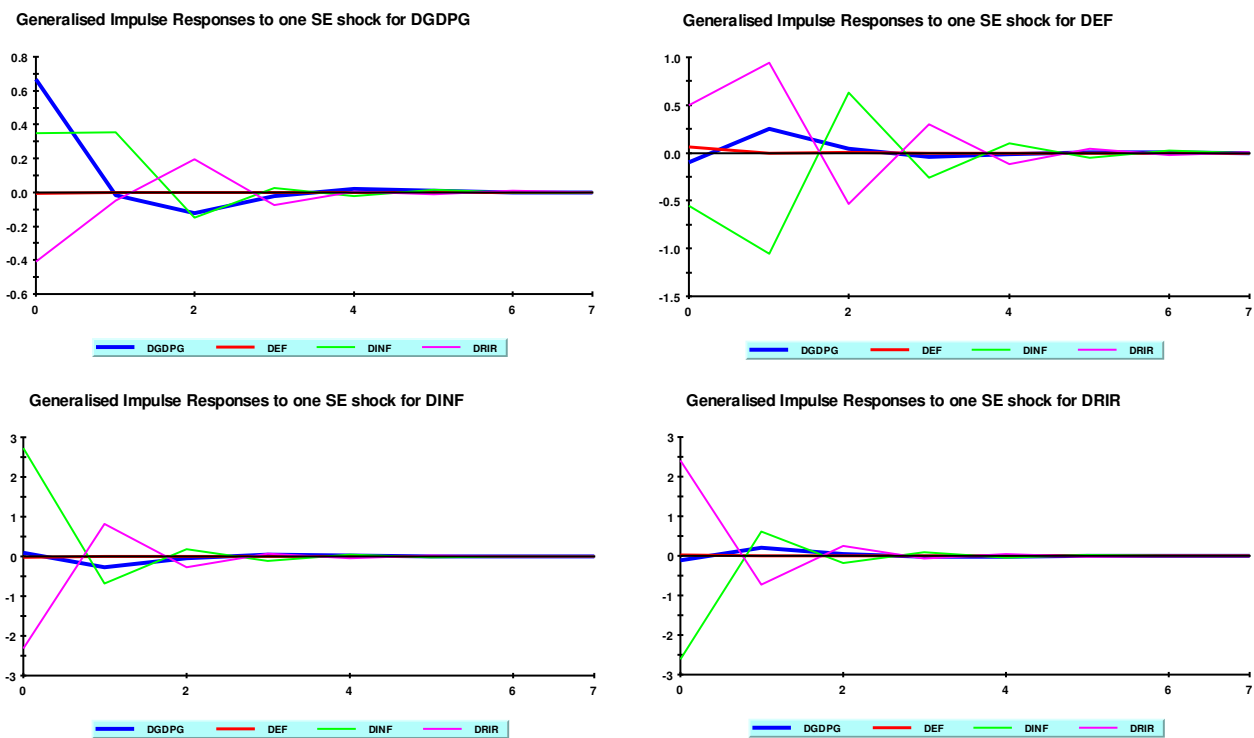 Generalised Impulse Responses to one SE shock for DGDPG
0.8
0.6
0.4
0.2
0.0
-0.2
-0.4
-0.6
0 2 4 6 7
DGDPG DEF DINF DRIR
Generalised Impulse Responses to one SE shock for DEF
1.0
0.5
0.0
-0.5
-1.0
-1.5
0 2 4 6 7
DGDPG DEF DINF DRIR
Generalised Impulse Responses to one SE shock for DINF
3
2
1
0
-1
-2
-3
0 2 4 6 7
DGDPG DEF DINF DRIR
Generalised Impulse Responses to one SE shock for DRIR
3
2
1
0
-1
-2
-3
0 2 4 6 7
DGDPG DEF DINF DRIR